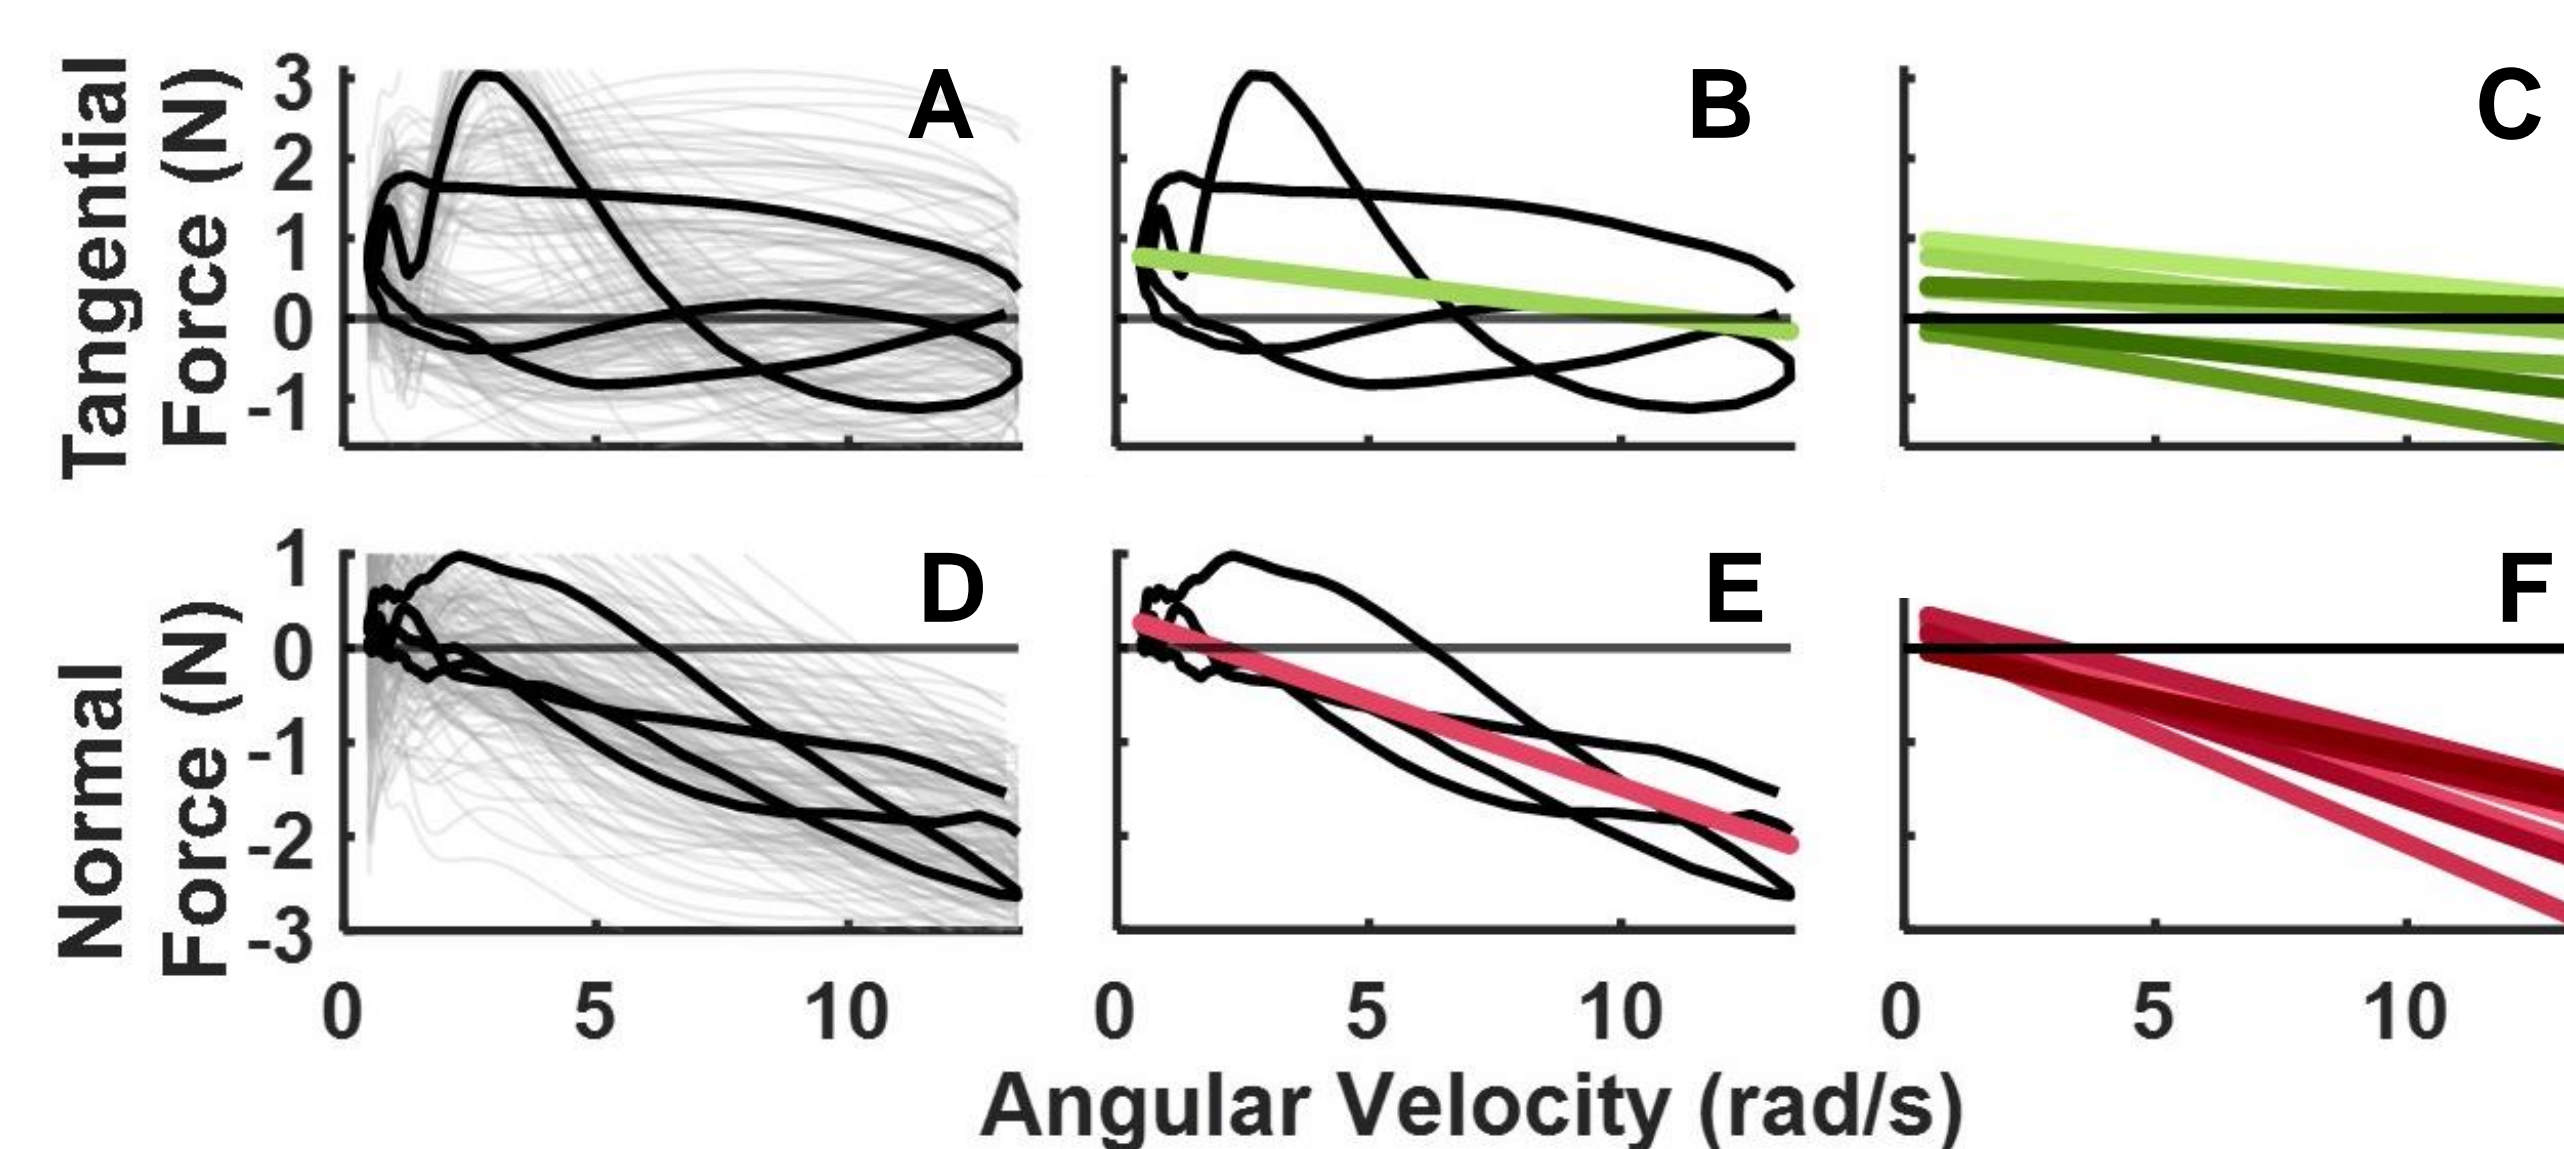 Tangential
Force (N)
3
2
1
0
-1
A
B
C
Normal
Force (N)
1
0
-1
-2
-3
D
E
F
0 5 10
0 5 10
0 5 10
Angular Velocity (rad/s)